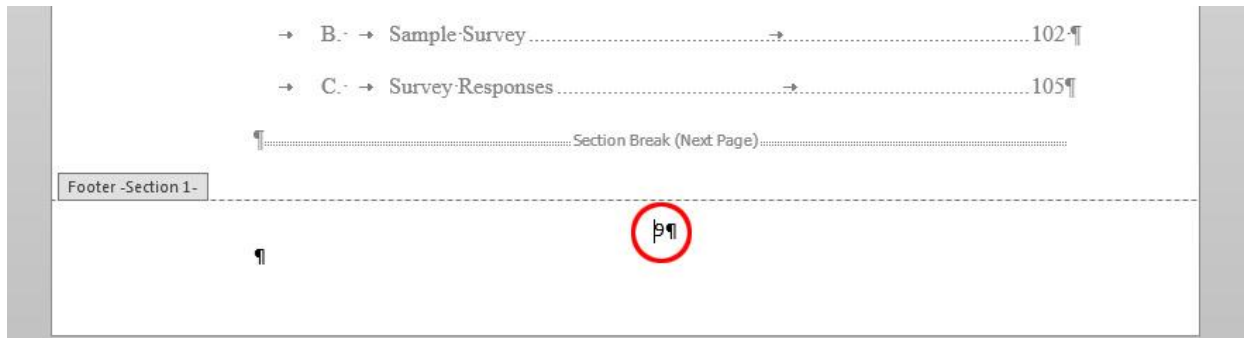 → B.· → Sample·Survey...............................................→...............................................102·¶
→ C.· → Survey·Responses...........................................→...............................................105¶
¶............................Section Break (Next Page)............................
Footer -Section 1-
9¶
¶